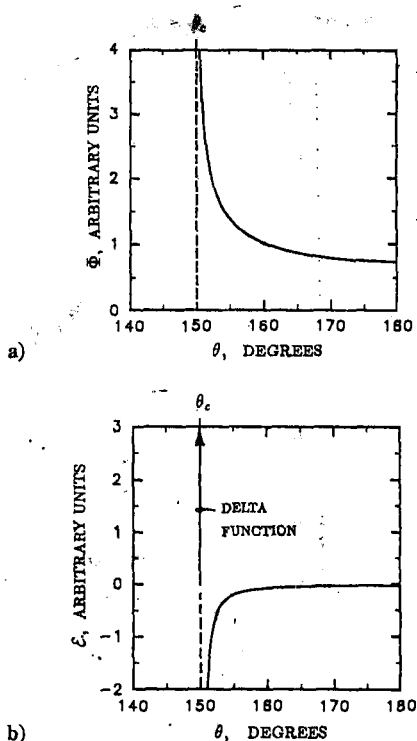 4
3
2
1
0
Φ, ARBITRARY UNITS
140 150 160 170 180
θ, DEGREES
a)
θc
3
2
1
0
-1
-2
ℰ, ARBITRARY UNITS
DELTA
FUNCTION
140 150 160 170 180
θ, DEGREES
b)